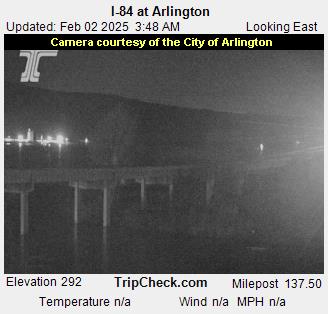 I-84 at Arlington
Updated: Feb 02 2025 3:48 AM Looking East
Camera courtesy of the City of Arlington
Elevation 292 TripCheck.com Milepost 137.50
Temperature n/a Wind n/a MPH n/a